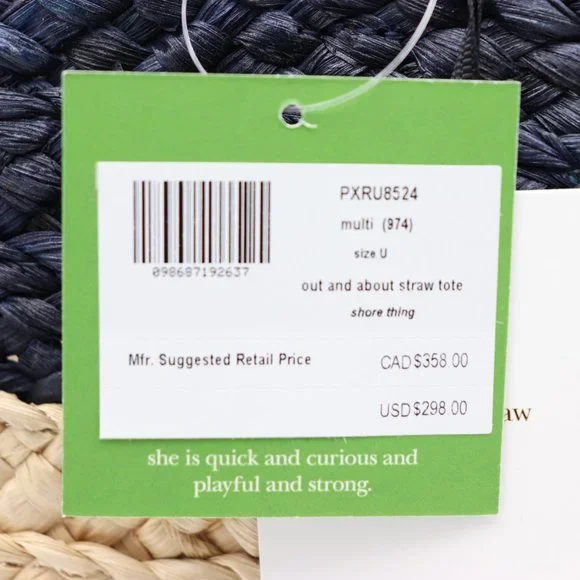 PXRU8524
multi (974)
size U
098687192637
out and about straw tote
shore thing
Mfr. Suggested Retail Price CAD $358.00
USD $298.00
aw
she is quick and curious and
playful and strong.